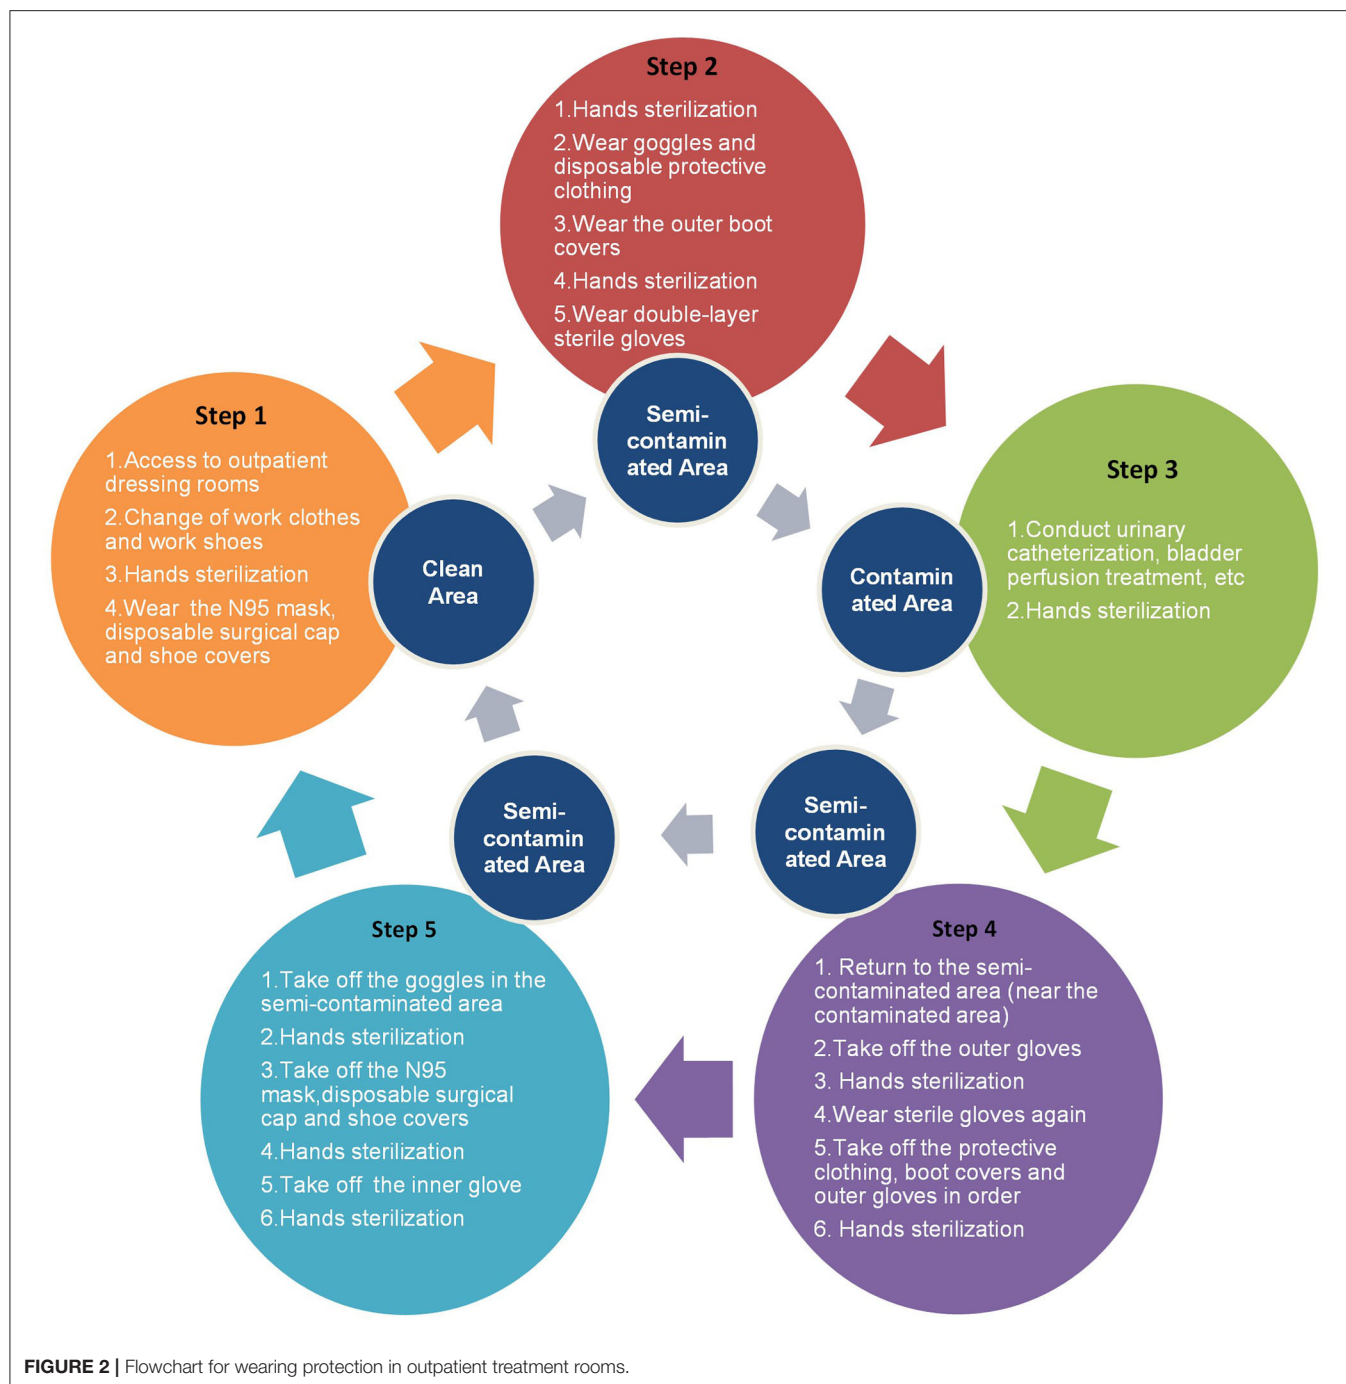 Step 1
1.Access to outpatient
dressing rooms
2.Change of work clothes
and work shoes
3.Hands sterilization
4.Wear the N95 mask,
disposable surgical cap
and shoe covers
Clean
Area
Step 2
1.Hands sterilization
2.Wear goggles and
disposable protective
clothing
3.Wear the outer boot
covers
4.Hands sterilization
5.Wear double-layer
sterile gloves
Semi-
contamin
ated Area
Step 3
1.Conduct urinary
catheterization, bladder
perfusion treatment, etc
2.Hands sterilization
Contamin
ated Area
Step 4
1. Return to the semi-
contaminated area (near the
contaminated area)
2.Take off the outer gloves
3. Hands sterilization
4.Wear sterile gloves again
5.Take off the protective
clothing, boot covers and
outer gloves in order
6. Hands sterilization
Semi-
contamin
ated Area
Step 5
1.Take off the goggles in the
semi-contaminated area
2.Hands sterilization
3.Take off the N95
mask,disposable surgical
cap and shoe covers
4.Hands sterilization
5.Take off the inner glove
6.Hands sterilization
Semi-
contamin
ated Area
FIGURE 2 | Flowchart for wearing protection in outpatient treatment rooms.